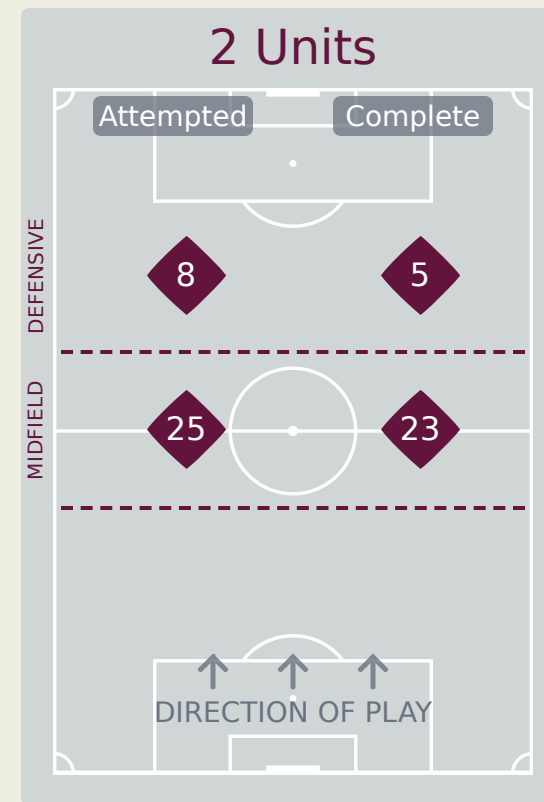 2 Units
Attempted Complete
DEFENSIVE
8 5
MIDFIELD
25 23
DIRECTION OF PLAY